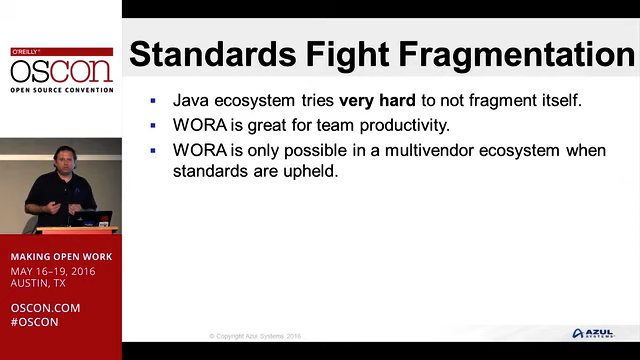 O'REILLY®
OSCON
OPEN SOURCE CONVENTION
MAKING OPEN WORK
MAY 16–19, 2016
AUSTIN, TX
OSCON.COM
#OSCON
Standards Fight Fragmentation
▪ Java ecosystem tries very hard to not fragment itself.
▪ WORA is great for team productivity.
▪ WORA is only possible in a multivendor ecosystem when
standards are upheld.
© Copyright Azul Systems 2016
AZUL
SYSTEMS